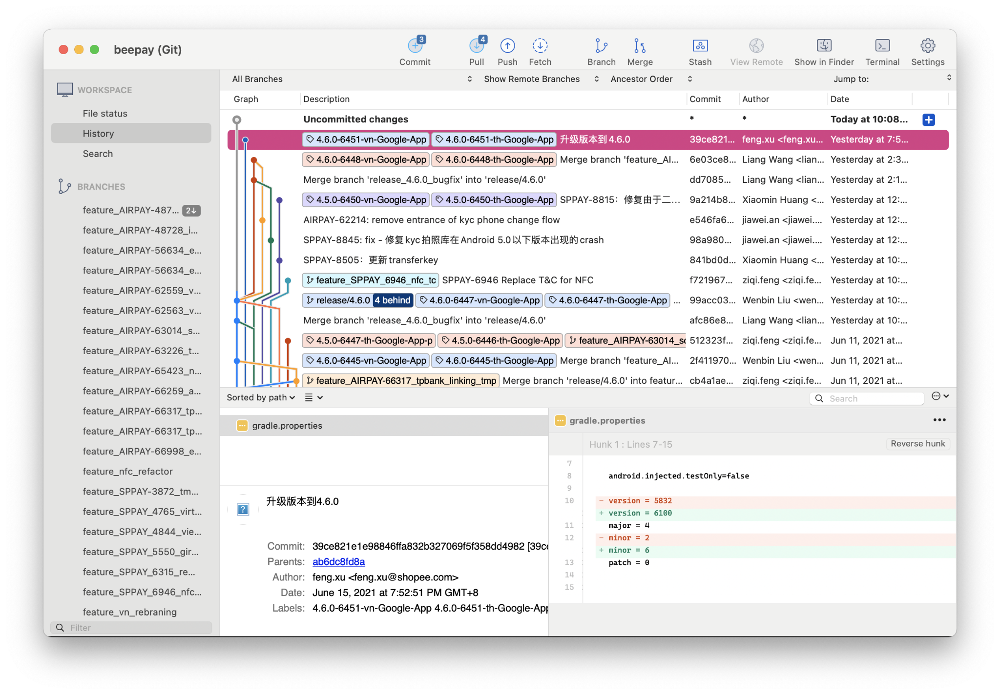 beepay (Git)
3
Commit
4
Pull
Push
Fetch
Branch
Merge
Stash
View Remote
Show in Finder
Terminal
Settings
WORKSPACE
File status
History
Search
BRANCHES
feature_AIRPAY-487... 2↓
feature_AIRPAY-48728_i...
feature_AIRPAY-56634_e...
feature_AIRPAY-56634_e...
feature_AIRPAY-62559_v...
feature_AIRPAY-62563_v...
feature_AIRPAY-63014_s...
feature_AIRPAY-63226_t...
feature_AIRPAY-65423_n...
feature_AIRPAY-66259_a...
feature_AIRPAY-66317_tp...
feature_AIRPAY-66317_tp...
feature_AIRPAY-66998_e...
feature_nfc_refactor
feature_SPPAY-3872_tm...
feature_SPPAY_4765_virt...
feature_SPPAY_4844_vie...
feature_SPPAY_5550_gir...
feature_SPPAY_6315_re...
feature_SPPAY_6946_nfc...
feature_vn_rebraning
Filter
All Branches Show Remote Branches Ancestor Order Jump to:
Graph Description Commit Author Date
Uncommitted changes * * Today at 10:08...
4.6.0-6451-vn-Google-App 4.6.0-6451-th-Google-App 升级版本到4.6.0 39ce821... feng.xu <feng.xu... Yesterday at 7:5...
4.6.0-6448-vn-Google-App 4.6.0-6448-th-Google-App Merge branch 'feature_AI... 6e03ce8... Liang Wang <lian... Yesterday at 2:3...
Merge branch 'release_4.6.0_bugfix' into 'release/4.6.0' dd7085... Liang Wang <lian... Yesterday at 2:1...
4.5.0-6450-vn-Google-App 4.5.0-6450-th-Google-App SPPAY-8815：修复由于二... 9a214b8... Xiaomin Huang <... Yesterday at 12:...
AIRPAY-62214: remove entrance of kyc phone change flow e546fa6... jiawei.an <jiawei.... Yesterday at 12:...
SPPAY-8845: fix - 修复kyc拍照库在Android 5.0以下版本出现的crash 98a980... jiawei.an <jiawei.... Yesterday at 12:...
SPPAY-8505：更新transferkey 841bd0d... Xiaomin Huang <... Yesterday at 10:...
feature_SPPAY_6946_nfc_tc SPPAY-6946 Replace T&C for NFC f721967... ziqi.feng <ziqi.fe... Yesterday at 10:...
release/4.6.0 4 behind 4.6.0-6447-vn-Google-App 4.6.0-6447-th-Google-App ... 99acc03... Wenbin Liu <wen... Yesterday at 10:...
Merge branch 'release_4.6.0_bugfix' into 'release/4.6.0' afc86e8... Liang Wang <lian... Yesterday at 10:...
4.5.0-6447-th-Google-App-p 4.5.0-6446-th-Google-App feature_AIRPAY-63014_sc 512323f... ziqi.feng <ziqi.fe... Jun 11, 2021 at...
4.6.0-6445-vn-Google-App 4.6.0-6445-th-Google-App Merge branch 'feature_AI... 2f411970... Wenbin Liu <wen... Jun 11, 2021 at...
feature_AIRPAY-66317_tpbank_linking_tmp Merge branch 'release/4.6.0' into featur... cb4a1ae... ziqi.feng <ziqi.fe... Jun 11, 2021 at...
Sorted by path Search
gradle.properties
升级版本到4.6.0
Commit: 39ce821e1e98846ffa832b327069f5f358dd4982 [39ce
Parents: ab6dc8fd8a
Author: feng.xu <feng.xu@shopee.com>
Date: June 15, 2021 at 7:52:51 PM GMT+8
Labels: 4.6.0-6451-vn-Google-App 4.6.0-6451-th-Google-App
gradle.properties
Hunk 1 : Lines 7-15 Reverse hunk
7
8 android.injected.testOnly=false
9
10 - version = 5832
+ version = 6100
11 major = 4
12 - minor = 2
+ minor = 6
13 patch = 0
14
15